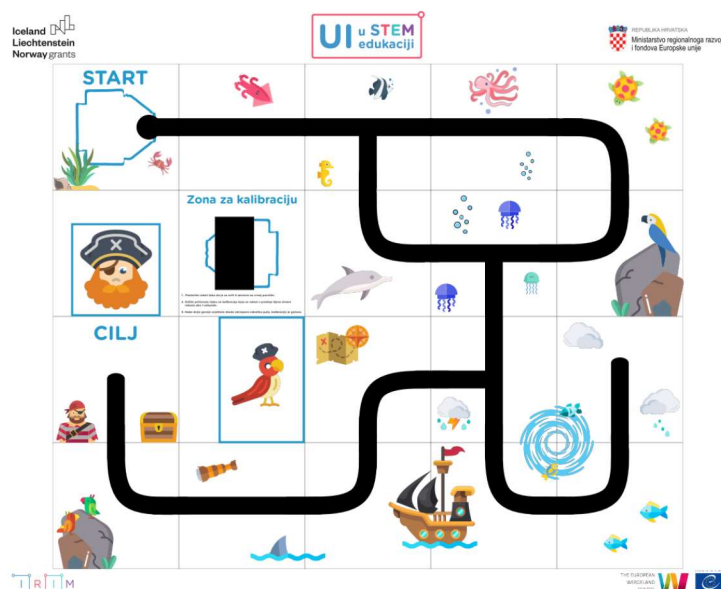 Iceland
Liechtenstein
Norway grants
UI u STEM
edukaciji
REPUBLIKA HRVATSKA
Ministarstvo regionalnoga razvo
i fondova Europske unije
START
Zona za kalibraciju
CILJ
IRIM
THE EUROPEAN